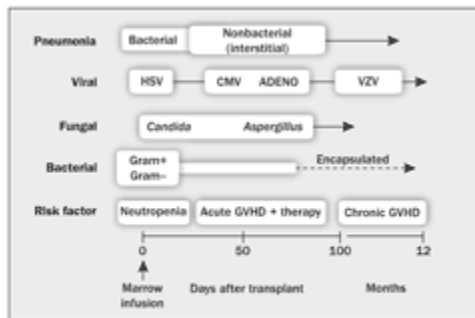 Pneumonia
Bacterial
Nonbacterial
(interstitial)
Viral
HSV
CMV ADENO
VZV
Fungal
Candida Aspergillus
Bacterial
Gram+
Gram–
Encapsulated
Risk factor
Neutropenia
Acute GVHD + therapy
Chronic GVHD
0 50 100 12
Marrow
infusion
Days after transplant
Months